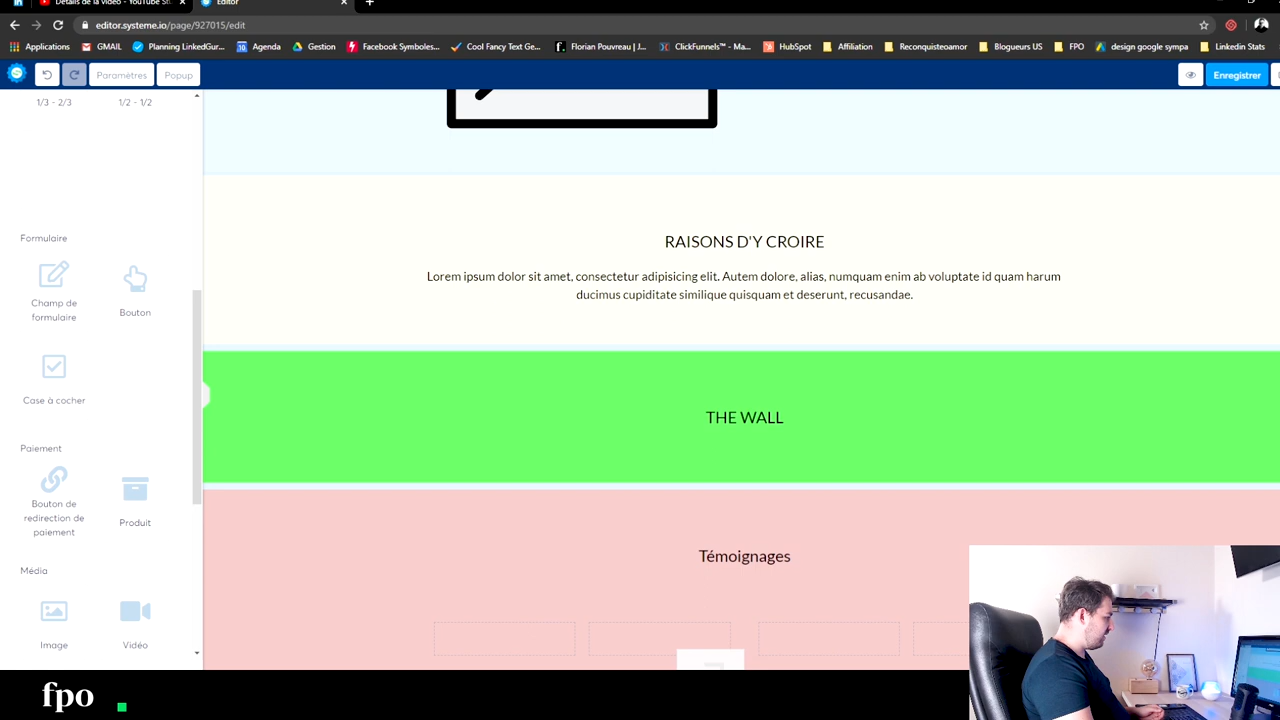 Détails de la vidéo - YouTube St
Editor
editor.systeme.io/page/927015/edit
Applications
GMAIL
Planning LinkedGur...
Agenda
Gestion
Facebook Symboles...
Cool Fancy Text Ge...
Florian Pouvreau | J...
ClickFunnels™ - Ma...
HubSpot
Affiliation
Reconquisteoamor
Blogueurs US
FPO
design google sympa
Linkedin Stats
Paramètres
Popup
Enregistrer
1/3 - 2/3
1/2 - 1/2
Formulaire
Champ de
formulaire
Bouton
Case à cocher
Paiement
Bouton de
redirection de
paiement
Produit
Média
Image
Vidéo
RAISONS D'Y CROIRE
Lorem ipsum dolor sit amet, consectetur adipisicing elit. Autem dolore, alias, numquam enim ab voluptate id quam harum
ducimus cupiditate similique quisquam et deserunt, recusandae.
THE WALL
Témoignages
fpo